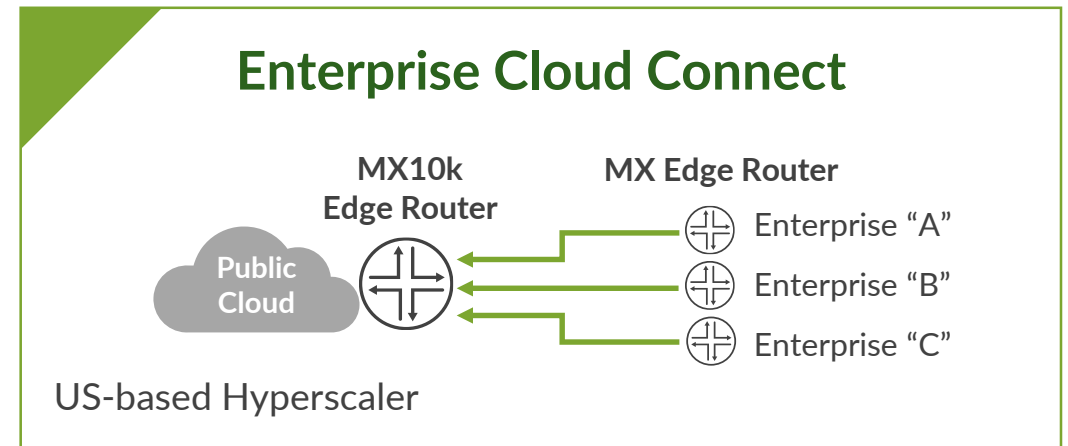 Enterprise Cloud Connect
MX10k
Edge Router
MX Edge Router
Public
Cloud
Enterprise “A”
Enterprise “B”
Enterprise “C”
US-based Hyperscaler